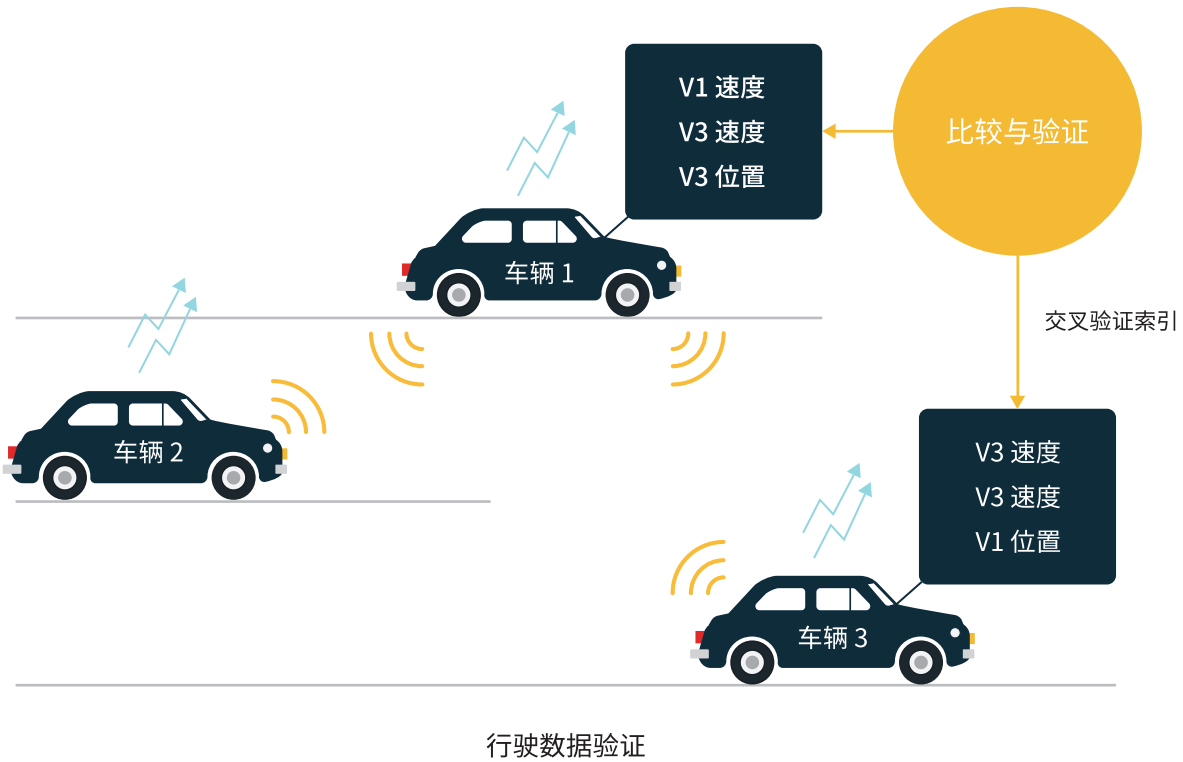 V1 速度
V3 速度
V3 位置
比较与验证
车辆 1
交叉验证索引
车辆 2
V3 速度
V3 速度
V1 位置
车辆 3
行驶数据验证